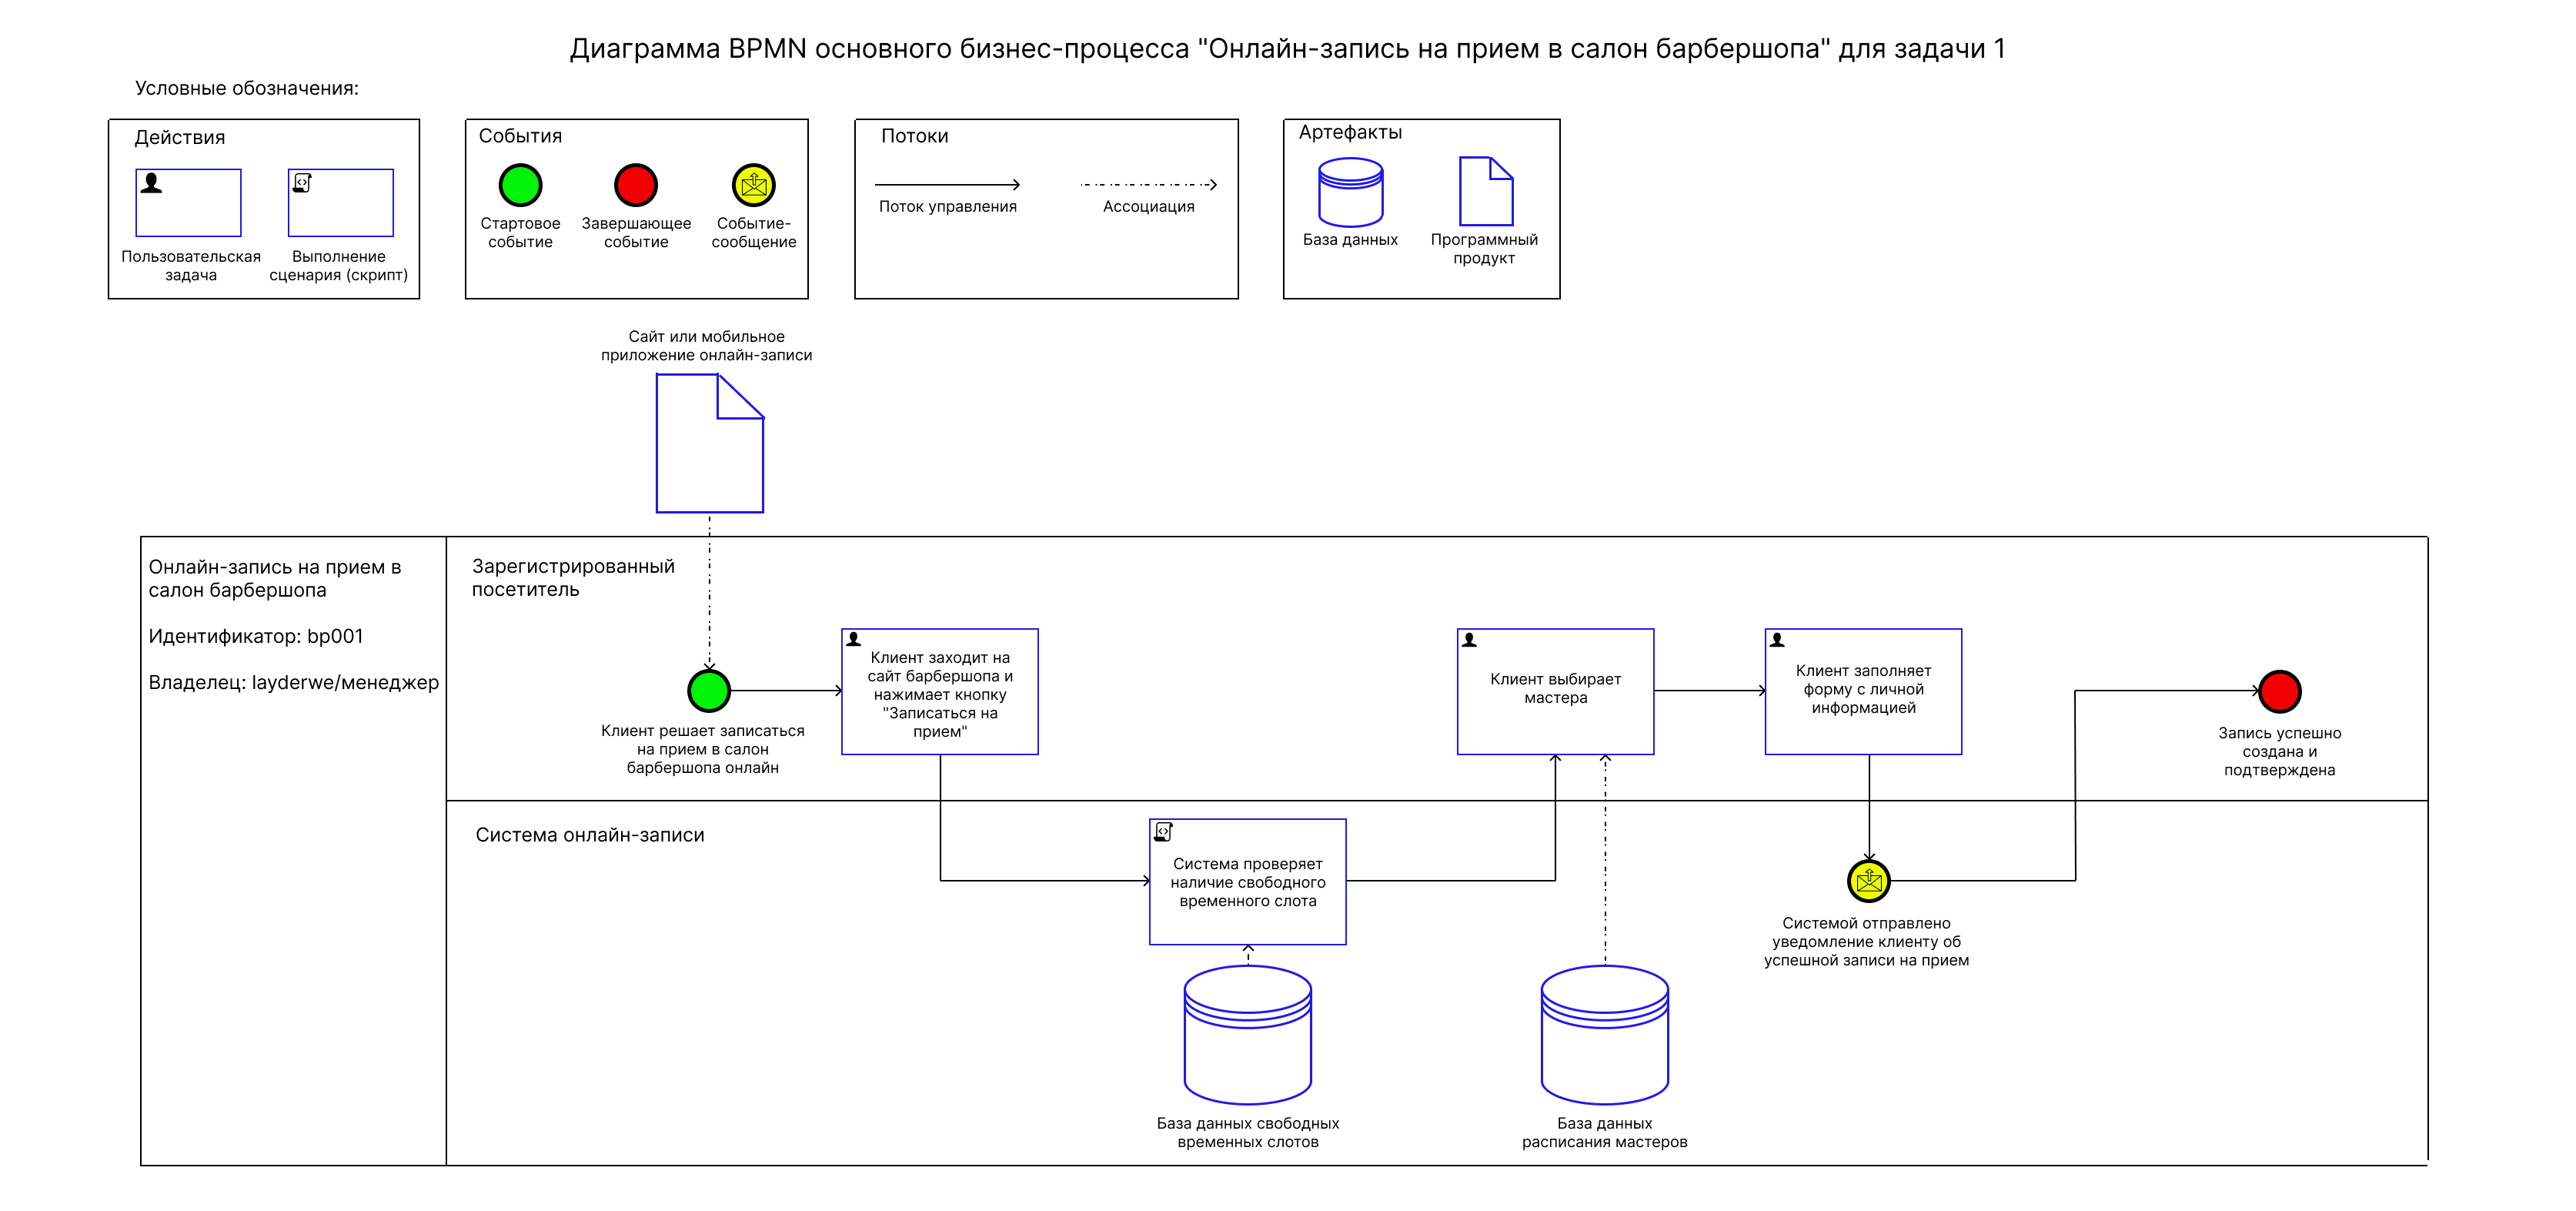 Диаграмма BPMN основного бизнес-процесса "Онлайн-запись на прием в салон барбершопа" для задачи 1
Условные обозначения:
Действия
Пользовательская
задача
Выполнение
сценария (скрипт)
События
Стартовое
событие
Завершающее
событие
Событие-
сообщение
Потоки
Поток управления
Ассоциация
Артефакты
База данных
Программный
продукт
Сайт или мобильное
приложение онлайн-записи
Онлайн-запись на прием в
салон барбершопа
Идентификатор: bp001
Владелец: layderwe/менеджер
Зарегистрированный
посетитель
Клиент решает записаться
на прием в салон
барбершопа онлайн
Клиент заходит на
сайт барбершопа и
нажимает кнопку
"Записаться на
прием"
Клиент выбирает
мастера
Клиент заполняет
форму с личной
информацией
Запись успешно
создана и
подтверждена
Система онлайн-записи
Система проверяет
наличие свободного
временного слота
Системой отправлено
уведомление клиенту об
успешной записи на прием
База данных свободных
временных слотов
База данных
расписания мастеров